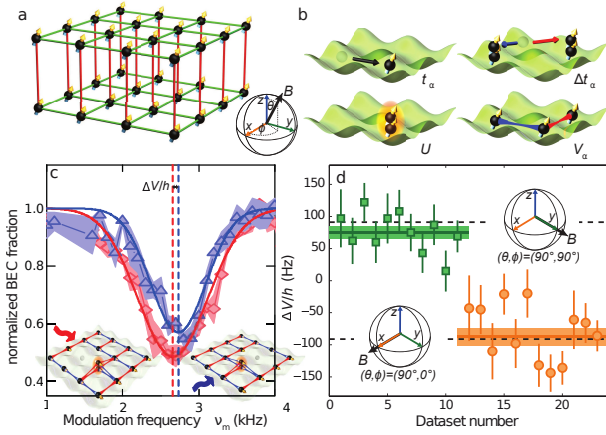 a
z
θ
B
x
ϕ
y
b
t_α
Δt_α
U
V_α
c
ΔV/h
normalized BEC fraction
1.0
0.8
0.6
0.4
1
2
3
4
Modulation frequency ν_m (kHz)
d
ΔV/h (Hz)
150
100
50
0
−50
−100
−150
z
x
y
B
(θ,ϕ)=(90°,90°)
z
y
B
x
(θ,ϕ)=(90°,0°)
0
10
20
Dataset number